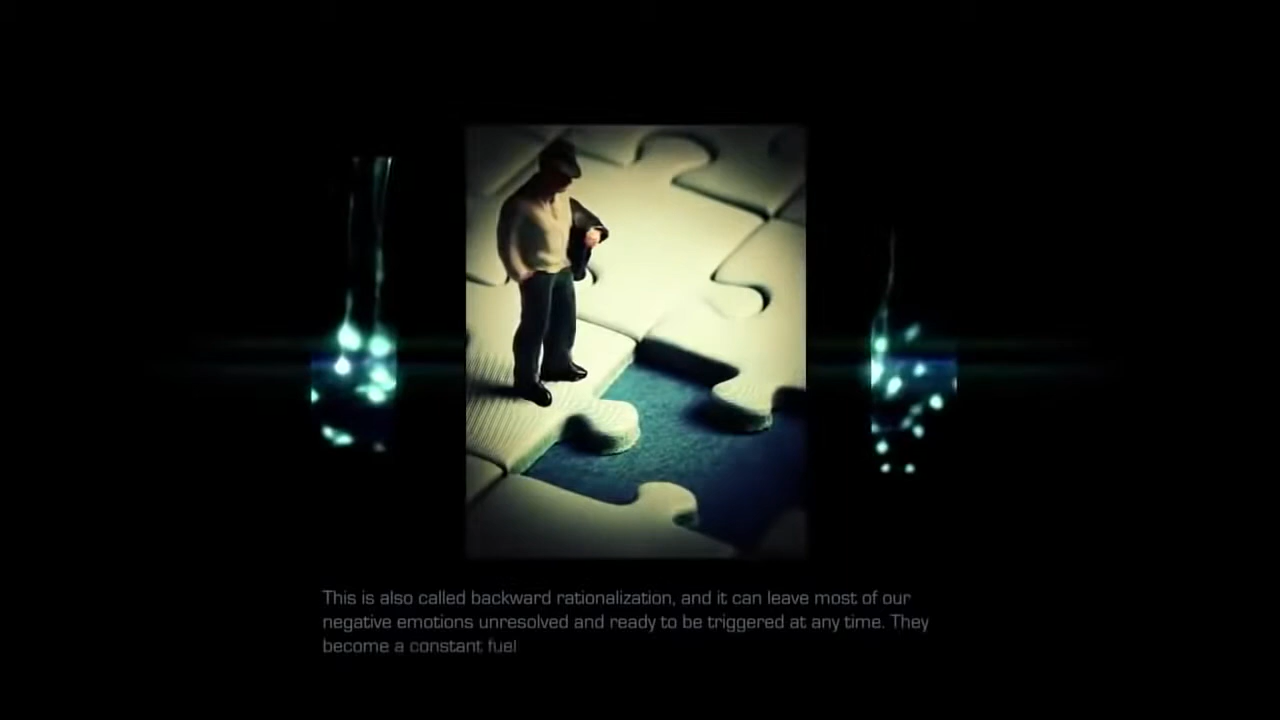 This is also called backward rationalization, and it can leave most of our
negative emotions unresolved and ready to be triggered at any time. They
become a constant fuel